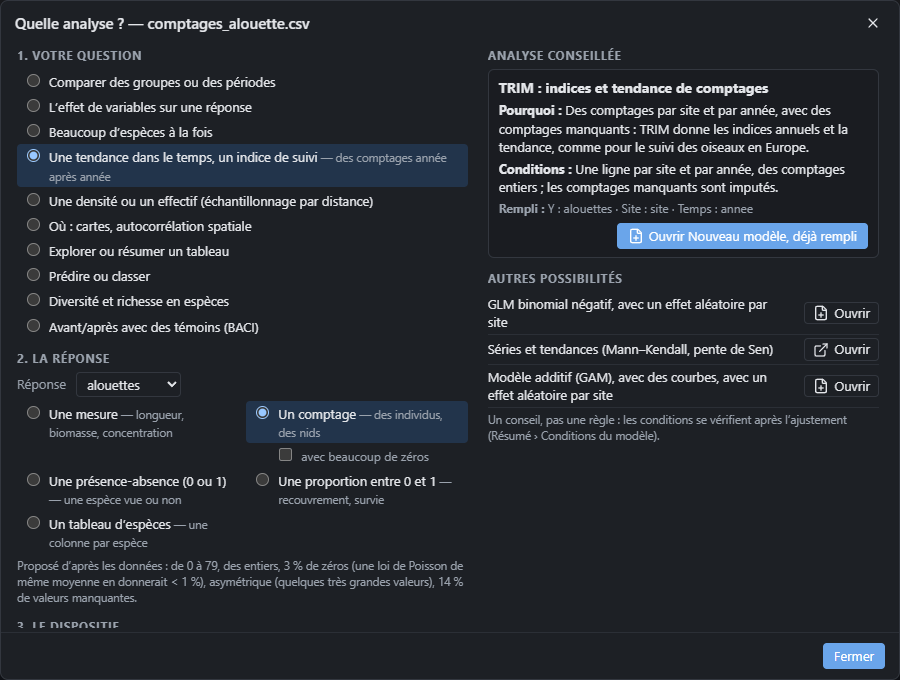 Quelle analyse ? — comptages_alouette.csv
1. VOTRE QUESTION
Comparer des groupes ou des périodes
L’effet de variables sur une réponse
Beaucoup d’espèces à la fois
Une tendance dans le temps, un indice de suivi — des comptages année
après année
Une densité ou un effectif (échantillonnage par distance)
Où : cartes, autocorrélation spatiale
Explorer ou résumer un tableau
Prédire ou classer
Diversité et richesse en espèces
Avant/après avec des témoins (BACI)
2. LA RÉPONSE
Réponse alouettes
Une mesure — longueur,
biomasse, concentration
Un comptage — des individus,
des nids
avec beaucoup de zéros
Une présence-absence (0 ou 1)
— une espèce vue ou non
Une proportion entre 0 et 1 —
recouvrement, survie
Un tableau d’espèces — une
colonne par espèce
Proposé d’après les données : de 0 à 79, des entiers, 3 % de zéros (une loi de Poisson de
même moyenne en donnerait < 1 %), asymétrique (quelques très grandes valeurs), 14 %
de valeurs manquantes.
3. LE DISPOSITIF
ANALYSE CONSEILLÉE
TRIM : indices et tendance de comptages
Pourquoi : Des comptages par site et par année, avec des
comptages manquants : TRIM donne les indices annuels et la
tendance, comme pour le suivi des oiseaux en Europe.
Conditions : Une ligne par site et par année, des comptages
entiers ; les comptages manquants sont imputés.
Rempli : Y : alouettes · Site : site · Temps : annee
Ouvrir Nouveau modèle, déjà rempli
AUTRES POSSIBILITÉS
GLM binomial négatif, avec un effet aléatoire par
site
Ouvrir
Séries et tendances (Mann–Kendall, pente de Sen)
Ouvrir
Modèle additif (GAM), avec des courbes, avec un
effet aléatoire par site
Ouvrir
Un conseil, pas une règle : les conditions se vérifient après l’ajustement
(Résumé › Conditions du modèle).
Fermer